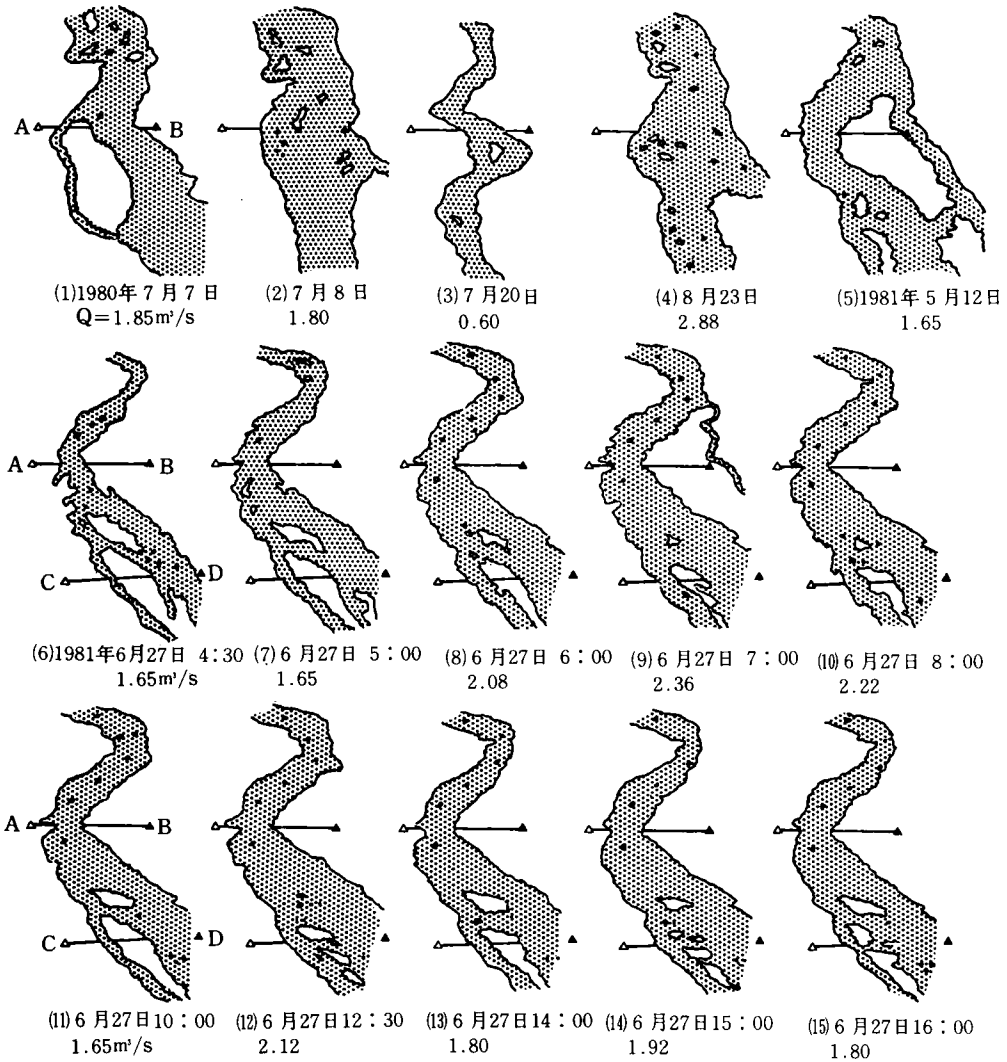 A B
(1)1980年7月7日 (2)7月8日 (3)7月20日 (4)8月23日 (5)1981年5月12日
Q=1.85m³/s 1.80 0.60 2.88 1.65
A B
C D
(6)1981年6月27日 4:30 (7)6月27日 5:00 (8)6月27日 6:00 (9)6月27日 7:00 (10)6月27日 8:00
1.65m³/s 1.65 2.08 2.36 2.22
A B
C D
(11)6月27日10:00 (12)6月27日12:30 (13)6月27日14:00 (14)6月27日15:00 (15)6月27日16:00
1.65m³/s 2.12 1.80 1.92 1.80